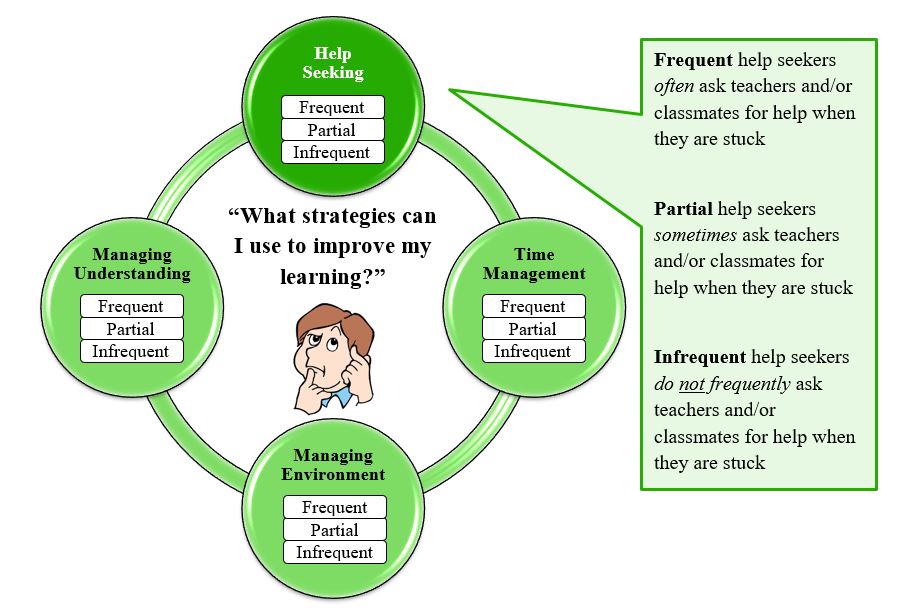 Help
Seeking
Frequent
Partial
Infrequent
“What strategies can
I use to improve my
learning?”
Managing
Understanding
Frequent
Partial
Infrequent
Time
Management
Frequent
Partial
Infrequent
Managing
Environment
Frequent
Partial
Infrequent
Frequent help seekers
often ask teachers and/or
classmates for help when
they are stuck
Partial help seekers
sometimes ask teachers
and/or classmates for
help when they are stuck
Infrequent help seekers
do not frequently ask
teachers and/or
classmates for help when
they are stuck